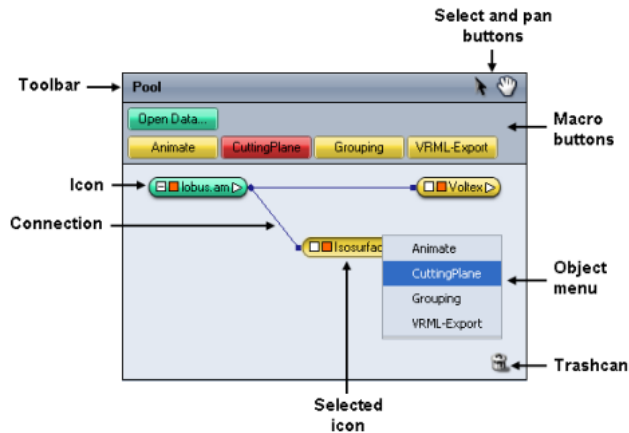 Select and pan
buttons
Toolbar
Pool
Open Data...
Macro
buttons
Animate
CuttingPlane
Grouping
VRML-Export
Icon
lobus.am
Voltex
Connection
Isosurfac
Animate
CuttingPlane
Grouping
VRML-Export
Object
menu
Trashcan
Selected
icon